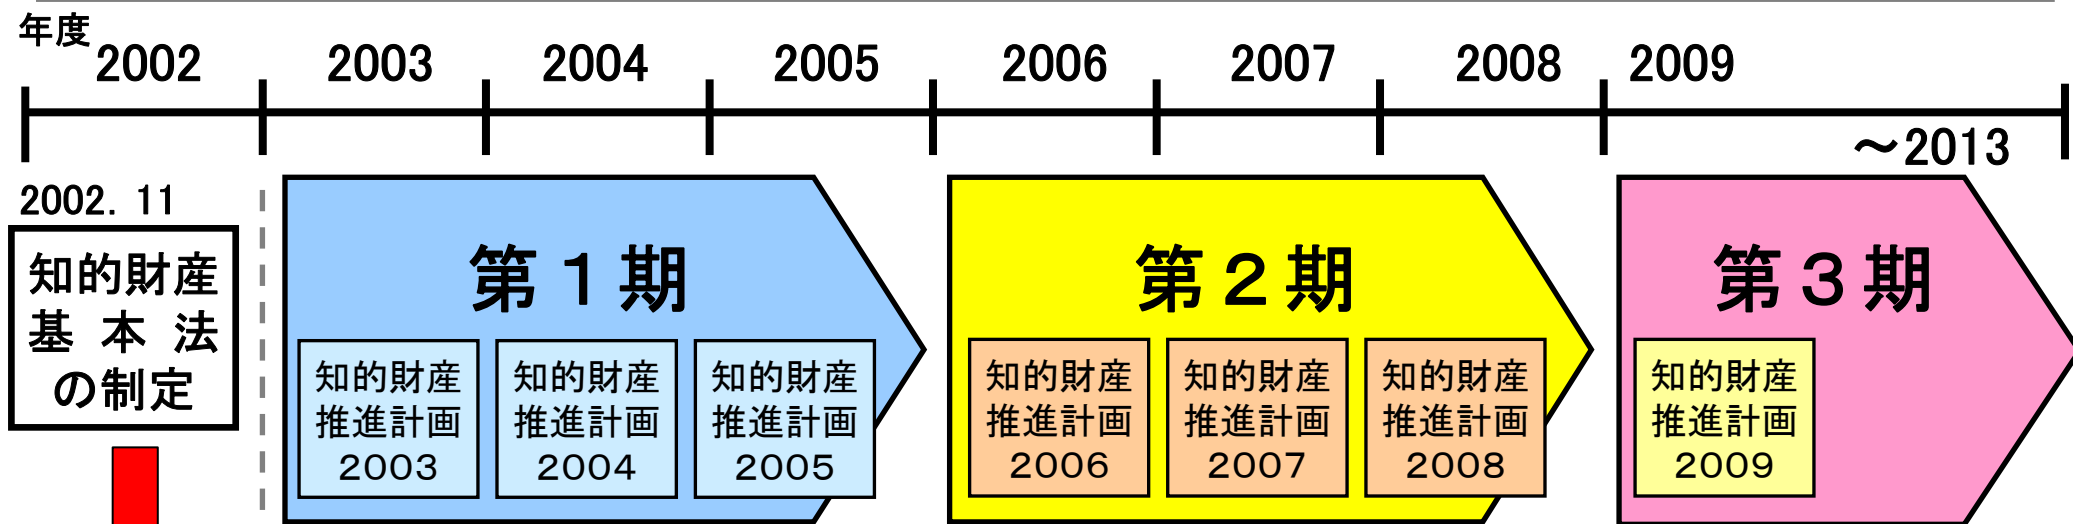 年度
2002 2003 2004 2005 2006 2007 2008 2009
～2013
2002. 11
知的財産
基 本 法
の制定
第１期
知的財産
推進計画
２００３
知的財産
推進計画
２００４
知的財産
推進計画
２００５
第２期
知的財産
推進計画
２００６
知的財産
推進計画
２００７
知的財産
推進計画
２００８
第３期
知的財産
推進計画
２００９